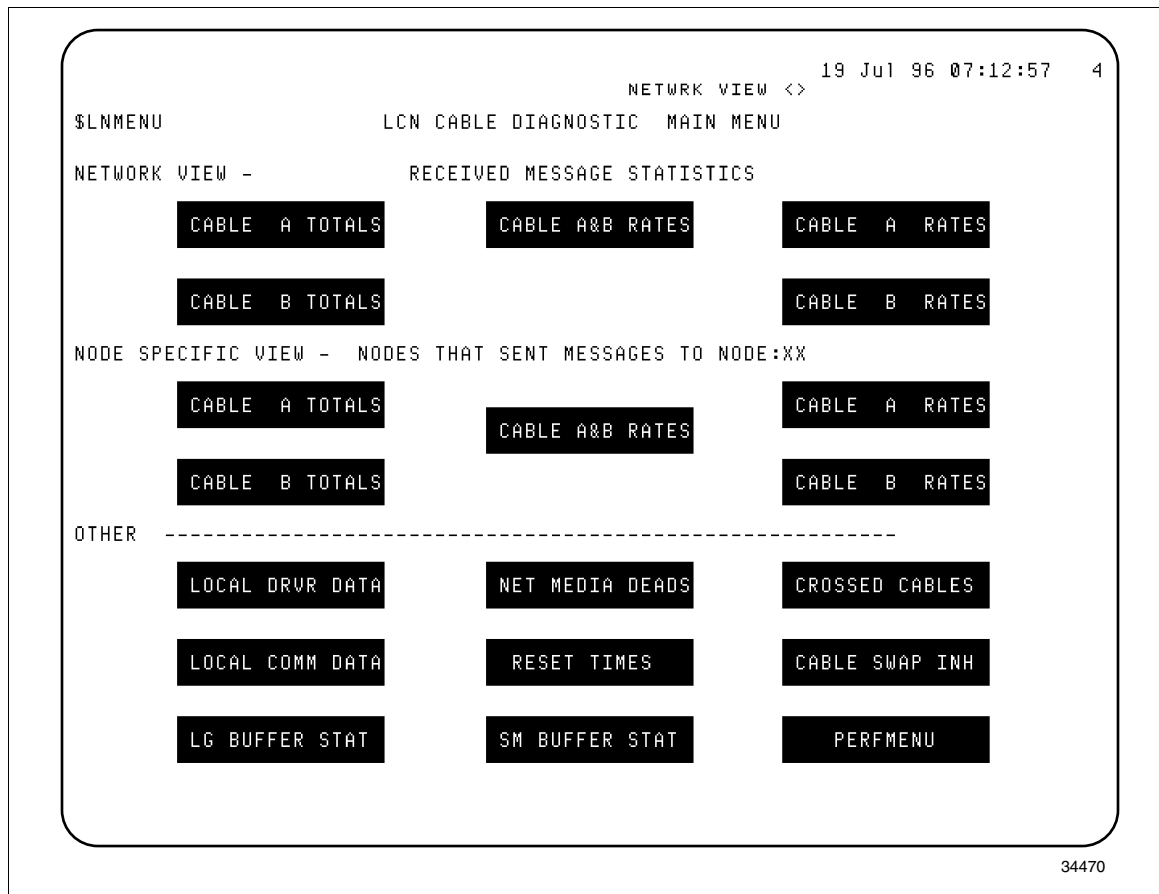 19 Jul 96 07:12:57 4
NETWRK VIEW <>
$LNMENU LCN CABLE DIAGNOSTIC MAIN MENU
NETWORK VIEW – RECEIVED MESSAGE STATISTICS
CABLE A TOTALS CABLE A&B RATES CABLE A RATES
CABLE B TOTALS CABLE B RATES
NODE SPECIFIC VIEW – NODES THAT SENT MESSAGES TO NODE:XX
CABLE A TOTALS CABLE A RATES
CABLE A&B RATES
CABLE B TOTALS CABLE B RATES
OTHER ---------------------------------------------------------
LOCAL DRVR DATA NET MEDIA DEADS CROSSED CABLES
LOCAL COMM DATA RESET TIMES CABLE SWAP INH
LG BUFFER STAT SM BUFFER STAT PERFMENU
34470